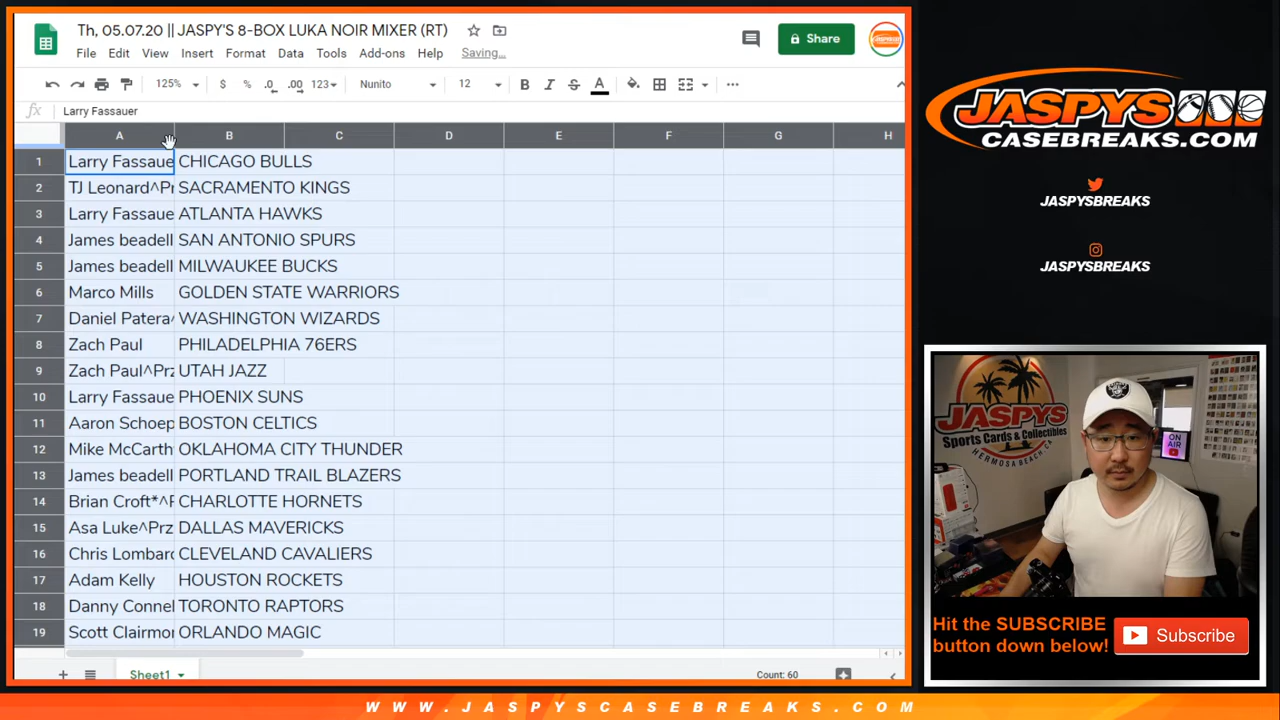 Th, 05.07.20 || JASPY'S 8-BOX LUKA NOIR MIXER (RT)
File Edit View Insert Format Data Tools Add-ons Help Saving...
Share
125% $ % .0 .00 123 Nunito 12 B I S A
fx Larry Fassauer
A B C D E F G H
1 Larry Fassaue CHICAGO BULLS
2 TJ Leonard^Pr SACRAMENTO KINGS
3 Larry Fassaue ATLANTA HAWKS
4 James beadell SAN ANTONIO SPURS
5 James beadell MILWAUKEE BUCKS
6 Marco Mills GOLDEN STATE WARRIORS
7 Daniel Patera^ WASHINGTON WIZARDS
8 Zach Paul PHILADELPHIA 76ERS
9 Zach Paul^Prz UTAH JAZZ
10 Larry Fassaue PHOENIX SUNS
11 Aaron Schoep BOSTON CELTICS
12 Mike McCarth OKLAHOMA CITY THUNDER
13 James beadell PORTLAND TRAIL BLAZERS
14 Brian Croft*^P CHARLOTTE HORNETS
15 Asa Luke^Prz DALLAS MAVERICKS
16 Chris Lombard CLEVELAND CAVALIERS
17 Adam Kelly HOUSTON ROCKETS
18 Danny Connel TORONTO RAPTORS
19 Scott Clairmon ORLANDO MAGIC
Sheet1
Count: 60
JASPYS
CASEBREAKS.COM
JASPYSBREAKS
JASPYSBREAKS
JASPYS
Sports Cards & Collectibles
HERMOSA BEACH, CA
ON
AIR
Hit the SUBSCRIBE
button down below!
Subscribe
WWW.JASPYSCASEBREAKS.COM